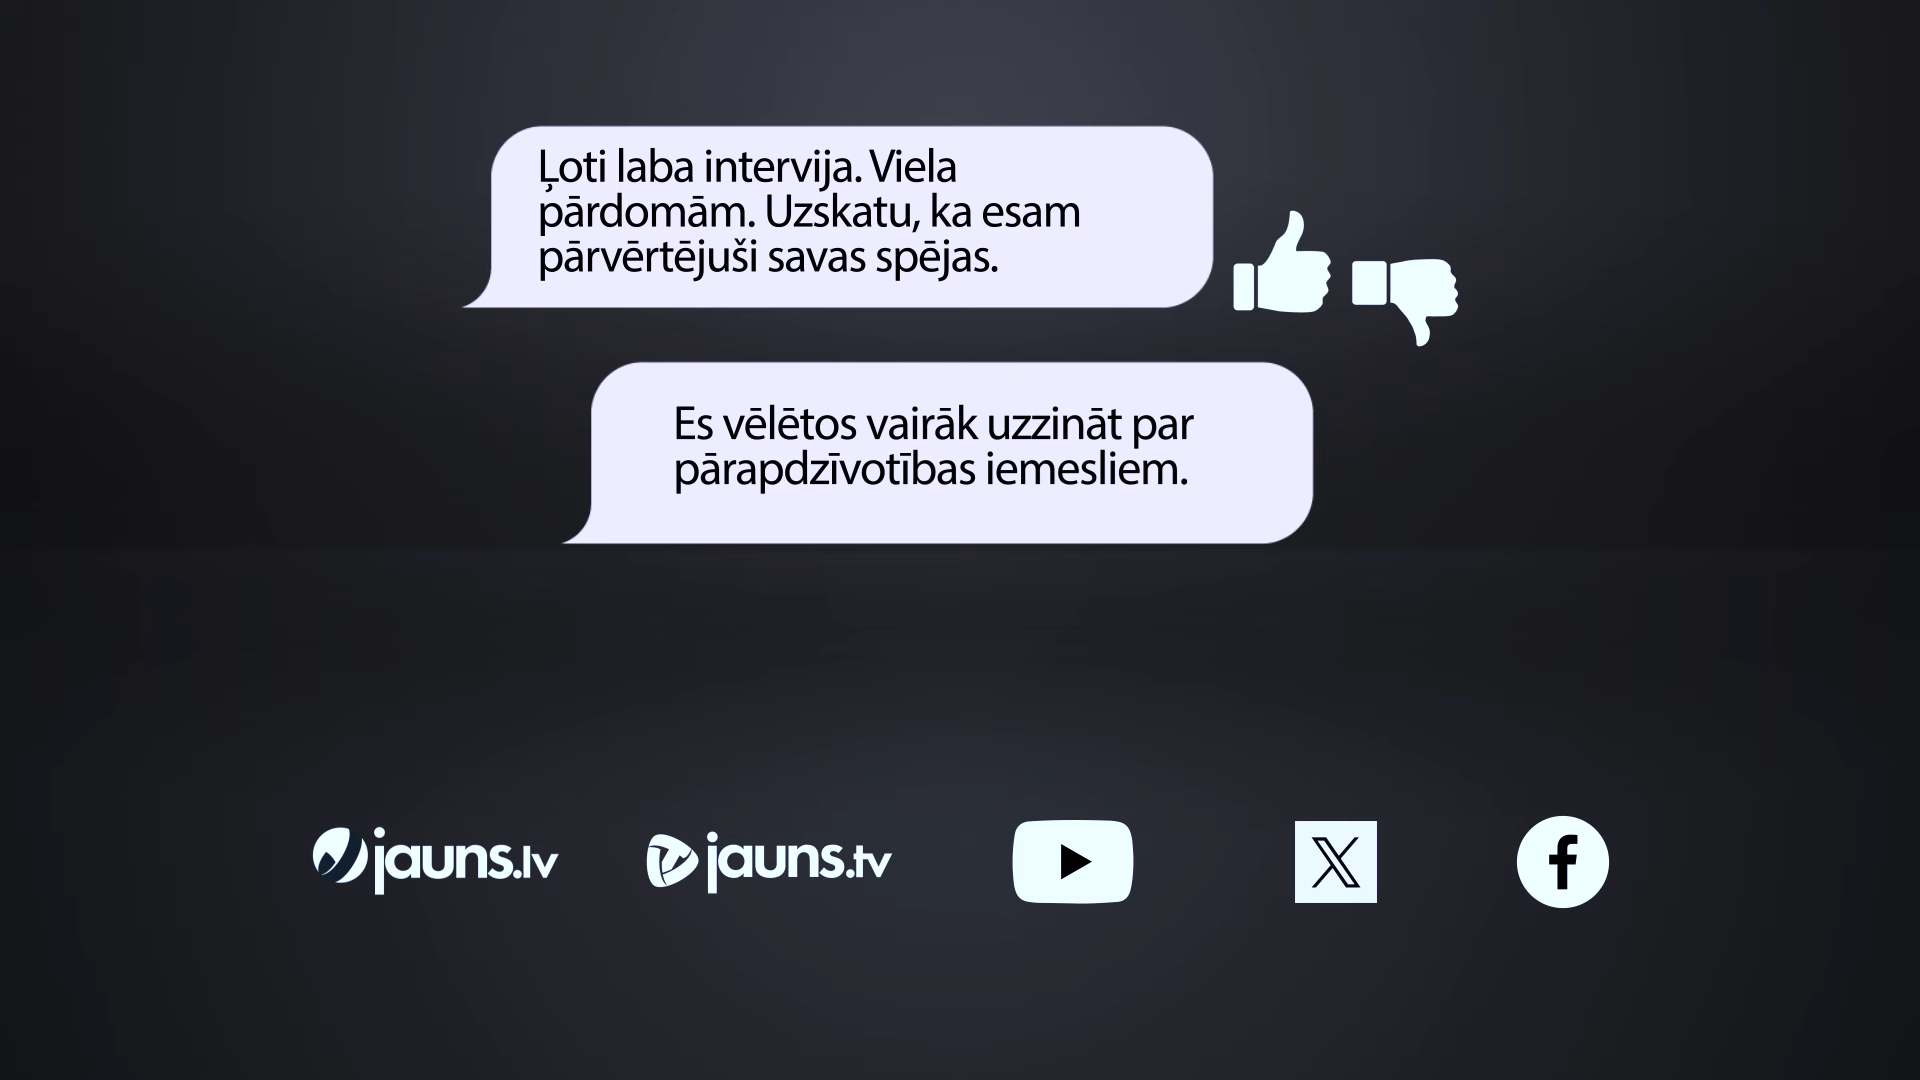 Ļoti laba intervija. Viela
pārdomām. Uzskatu, ka esam
pārvērtējuši savas spējas.
Es vēlētos vairāk uzzināt par
pārapdzīvotības iemesliem.
jauns.lv
jauns.tv